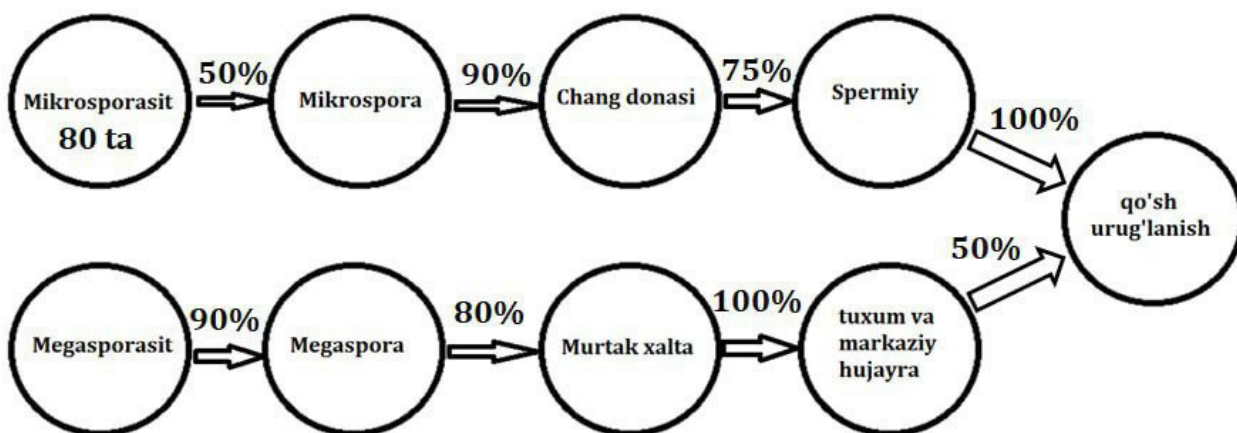 50%
90%
75%
Mikrosporasit
80 ta
Mikrospora
Chang donasi
Spermiy
100%
qo'sh
urug'lanish
50%
90%
80%
100%
Megasporasit
Megaspora
Murtak xalta
tuxum va
markaziy
hujayra